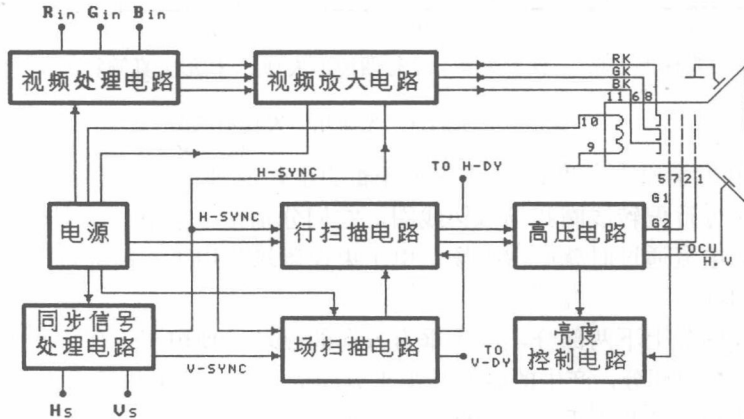 Rin Gin Bin
视频处理电路
视频放大电路
RK
GK
BK
11 6 8
10
9
5 7 2 1
H-SYNC
TO H-DY
G1
H-SYNC
电源
行扫描电路
高压电路
G2
FOCU
H.V
同步信号
处理电路
场扫描电路
亮度
控制电路
V-SYNC
TO
V-DY
Hs Vs